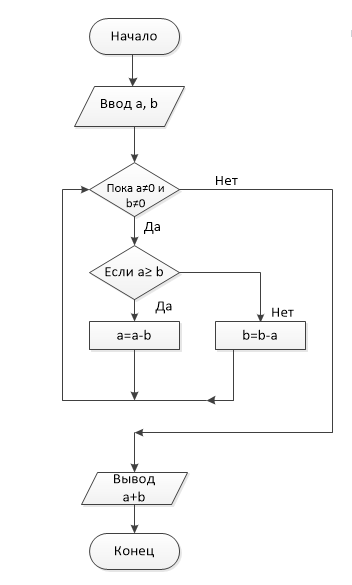 Начало
Ввод a, b
Пока a≠0 и
b≠0
Нет
Да
Если a≥ b
Да
Нет
a=a-b
b=b-a
Вывод
a+b
Конец